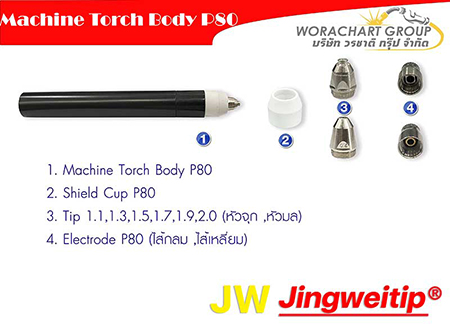 Machine Torch Body P80
WORACHART GROUP
บริษัท วรชาติ กรุ๊ป จำกัด
1
2
3
4
1. Machine Torch Body P80
2. Shield Cup P80
3. Tip 1.1,1.3,1.5,1.7,1.9,2.0 (หัวจุก ,หัวมล)
4. Electrode P80 (ไส้กลม ,ไส้เหลี่ยม)
JW Jingweitip®